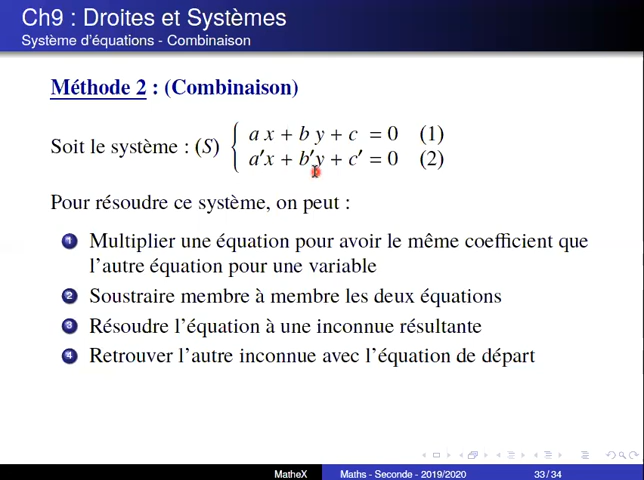 Ch9 : Droites et Systèmes
Système d'équations - Combinaison
Méthode 2 : (Combinaison)
Soit le système : (S) { a x + b y + c = 0 (1)
a′x + b′y + c′ = 0 (2)
Pour résoudre ce système, on peut :
1 Multiplier une équation pour avoir le même coefficient que
l'autre équation pour une variable
2 Soustraire membre à membre les deux équations
3 Résoudre l'équation à une inconnue résultante
4 Retrouver l'autre inconnue avec l'équation de départ
MatheX Maths - Seconde - 2019/2020 33/34